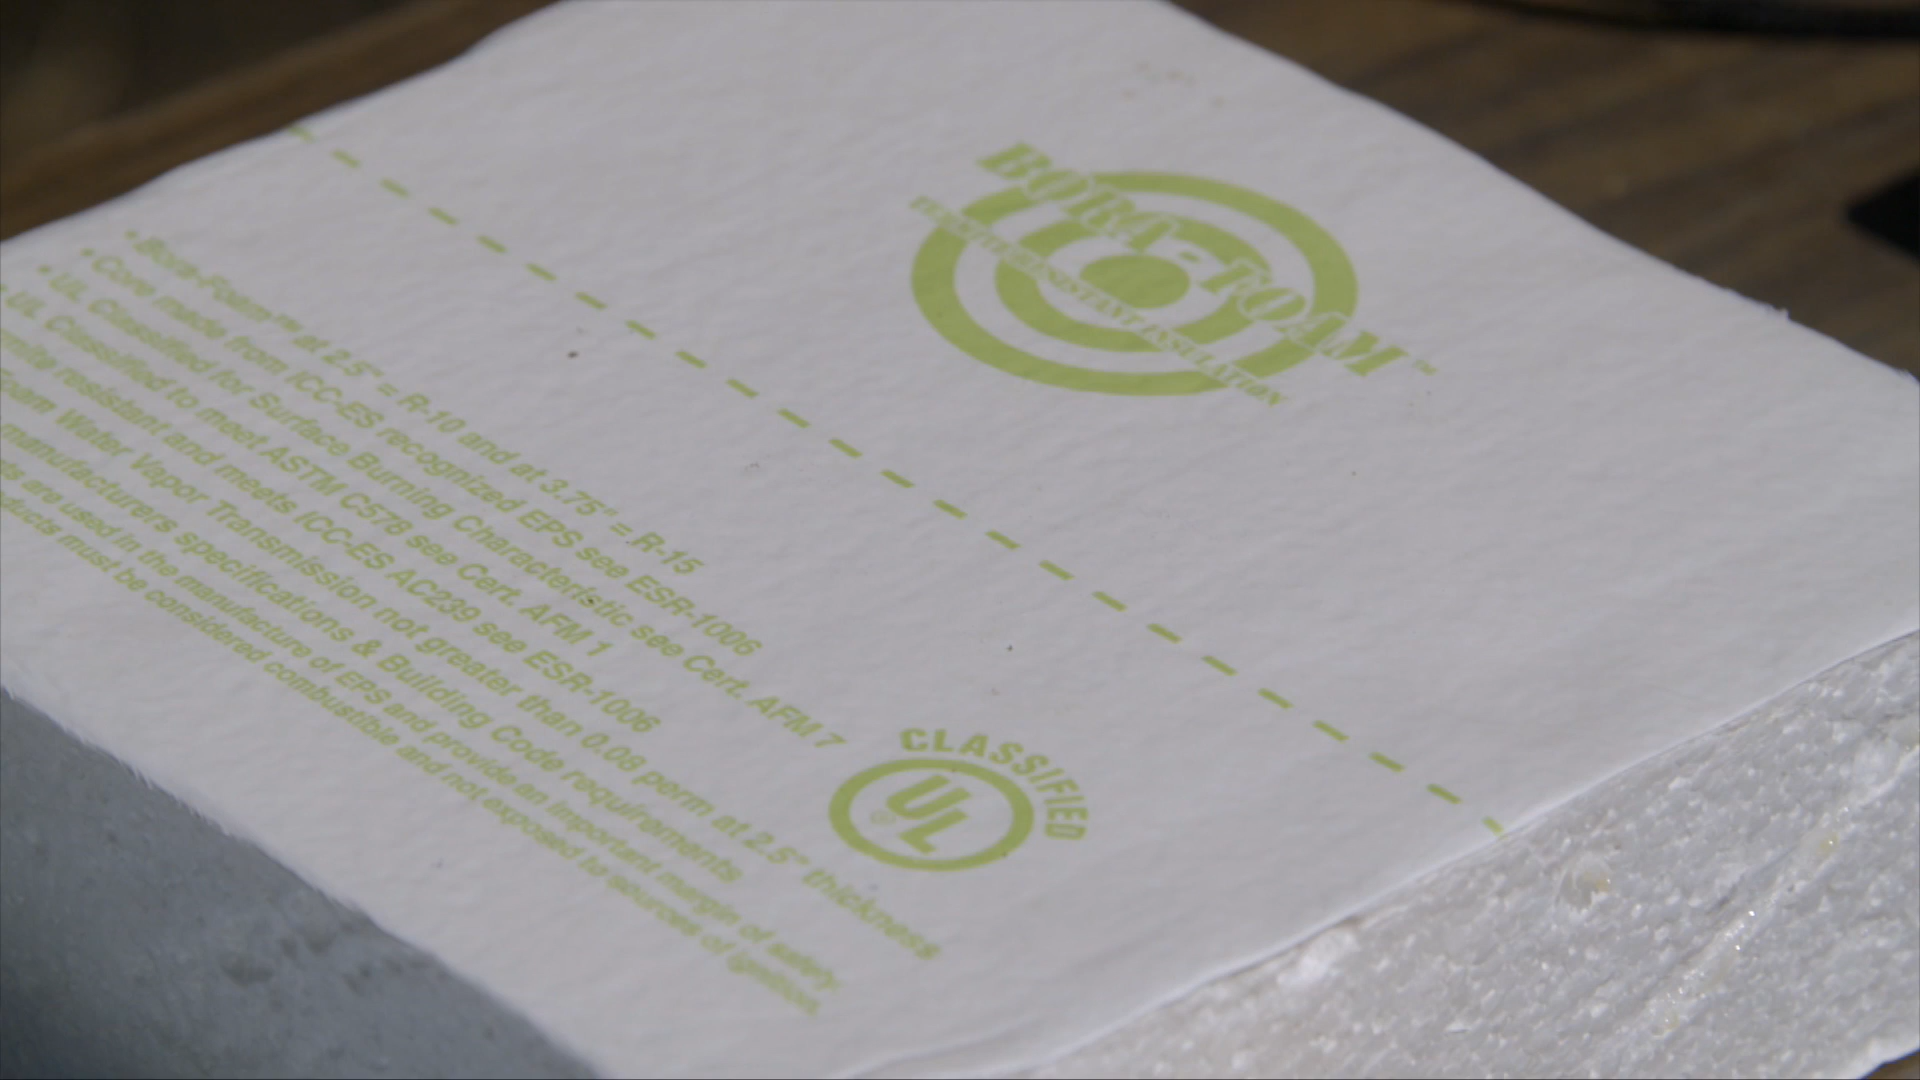 BORA-FOAM™
TERMITE RESISTANT INSULATION
• Bora-Foam™ at 2.5" = R-10 and at 3.75" = R-15
• Core made from ICC-ES recognized EPS see ESR-1006
• UL Classified for Surface Burning Characteristic see Cert. AFM 7
• UL Classified to meet ASTM C578 see Cert. AFM 1
resistant and meets ICC-ES AC239 see ESR-1006
Foam Water Vapor Transmission not greater than 0.08 perm at 2.5" thickness
manufacturers specifications & Building Code requirements
are used in the manufacture of EPS and provide an important margin of safety.
must be considered combustible and not exposed to sources of ignition.
CLASSIFIED
UL ®